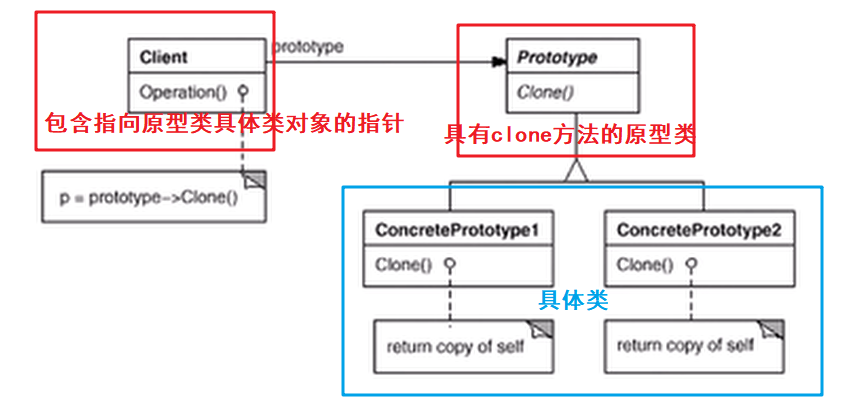 prototype
Client
Operation()
包含指向原型类具体类对象的指针
p = prototype->Clone()
Prototype
Clone()
具有clone方法的原型类
ConcretePrototype1
Clone()
return copy of self
ConcretePrototype2
Clone()
return copy of self
具体类